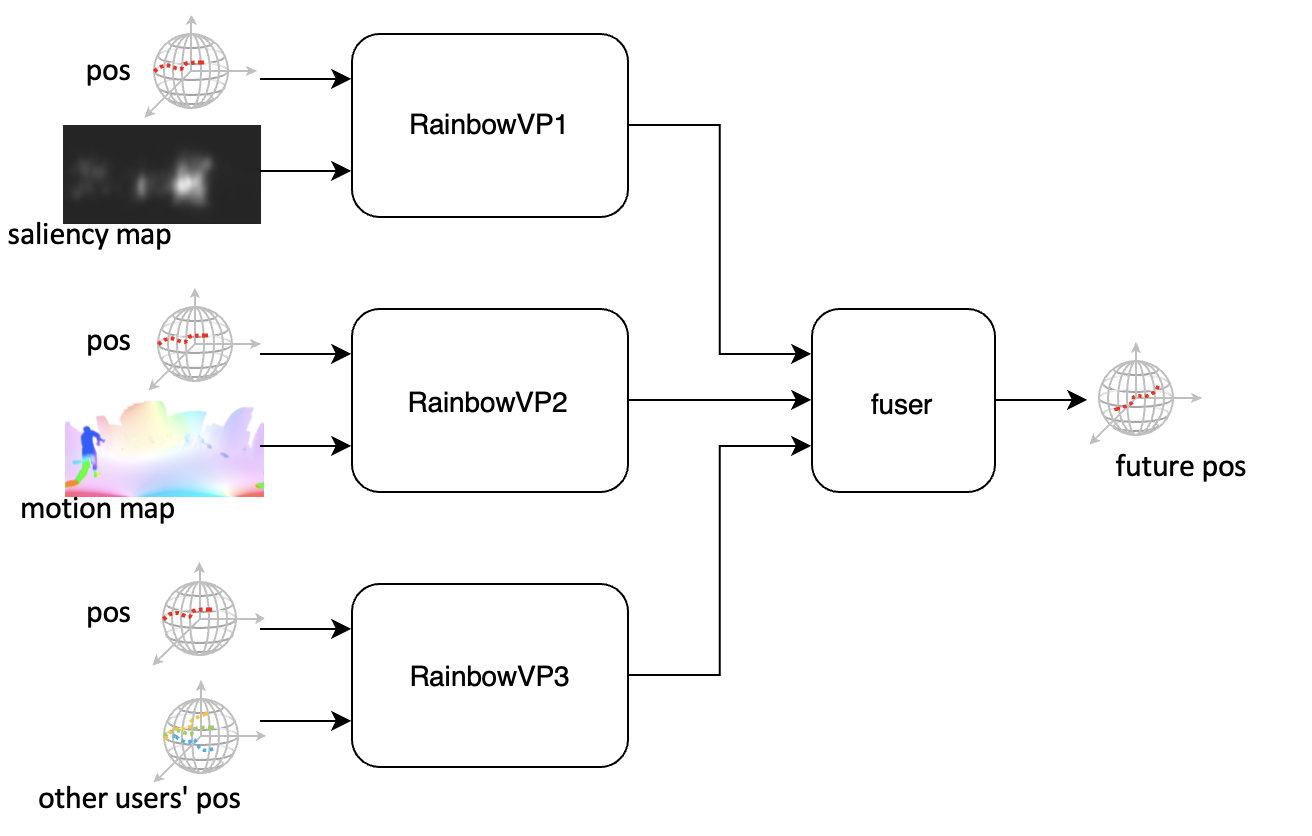 pos
saliency map
RainbowVP1
pos
motion map
RainbowVP2
pos
other users' pos
RainbowVP3
fuser
future pos